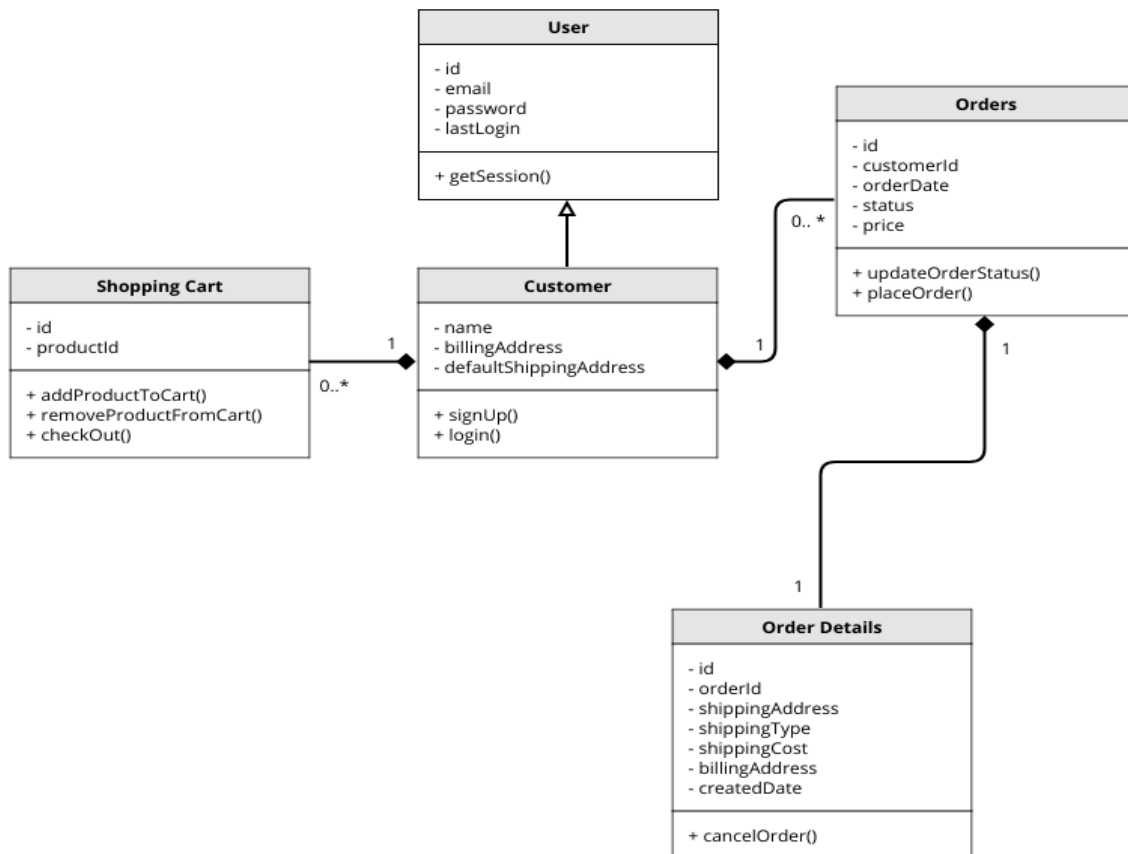 User
- id
- email
- password
- lastLogin
+ getSession()
Orders
- id
- customerId
- orderDate
- status
- price
+ updateOrderStatus()
+ placeOrder()
0.. *
Shopping Cart
- id
- productId
+ addProductToCart()
+ removeProductFromCart()
+ checkOut()
1
0..*
Customer
- name
- billingAddress
- defaultShippingAddress
+ signUp()
+ login()
1
1
1
Order Details
- id
- orderId
- shippingAddress
- shippingType
- shippingCost
- billingAddress
- createdDate
+ cancelOrder()